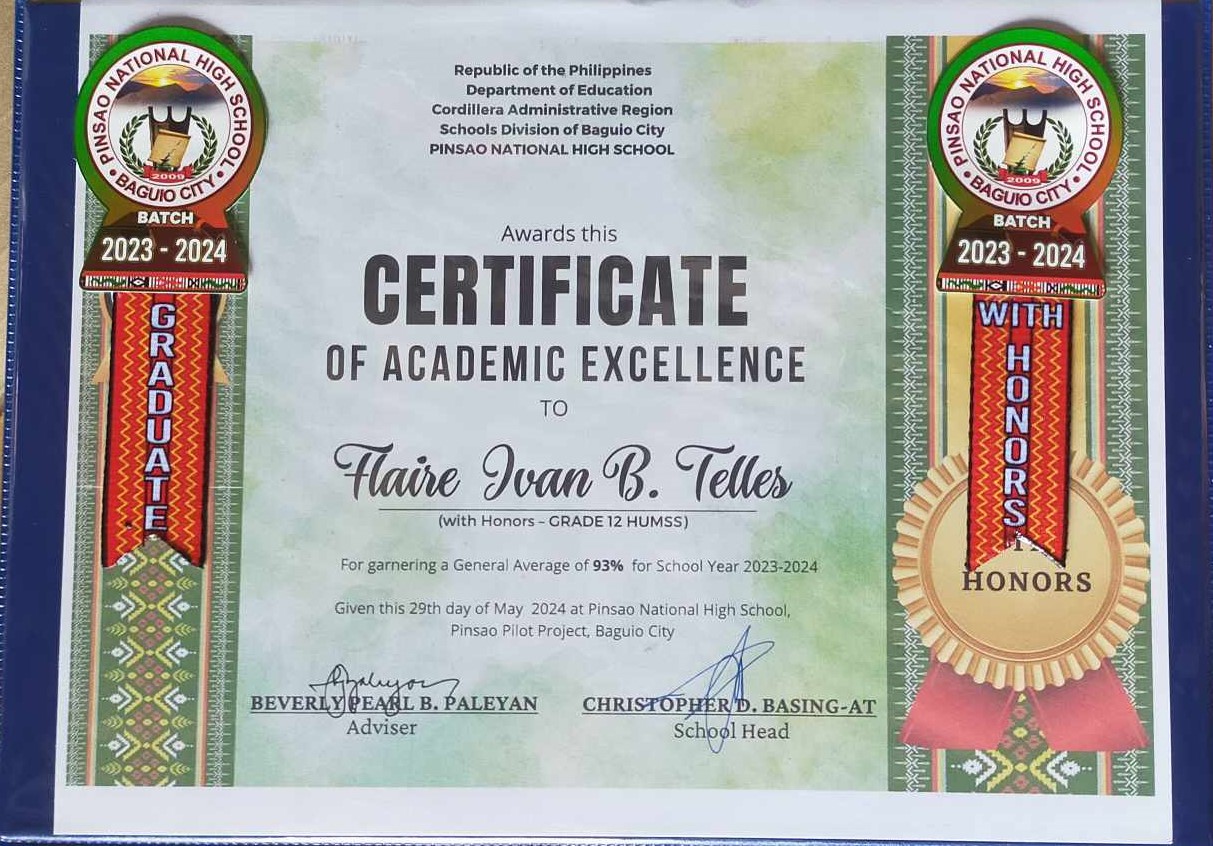 PINSAO NATIONAL HIGH SCHOOL
2009
BAGUIO CITY
BATCH
2023 - 2024
GRADUATE
Republic of the Philippines
Department of Education
Cordillera Administrative Region
Schools Division of Baguio City
PINSAO NATIONAL HIGH SCHOOL
Awards this
CERTIFICATE
OF ACADEMIC EXCELLENCE
TO
Flaire Ivan B. Telles
(with Honors – GRADE 12 HUMSS)
For garnering a General Average of 93% for School Year 2023-2024
Given this 29th day of May 2024 at Pinsao National High School,
Pinsao Pilot Project, Baguio City
BEVERLY PEARL B. PALEYAN
Adviser
CHRISTOPHER D. BASING-AT
School Head
PINSAO NATIONAL HIGH SCHOOL
2009
BAGUIO CITY
BATCH
2023 - 2024
WITH
HONORS
HONORS